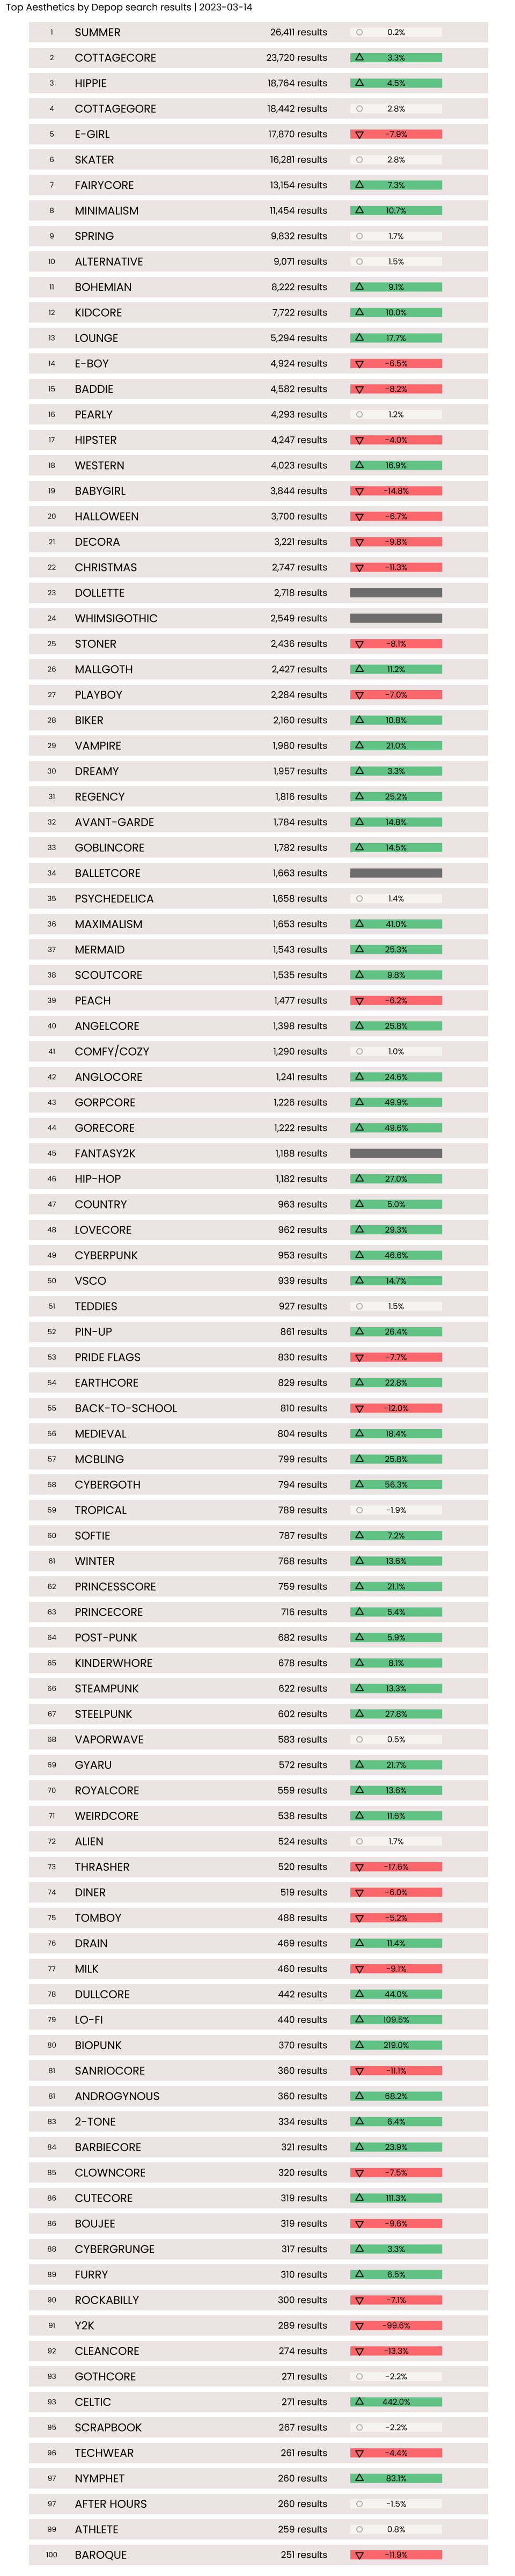 Top Aesthetics by Depop search results | 2023-03-14
1 SUMMER 26,411 results 0.2%
2 COTTAGECORE 23,720 results 3.3%
3 HIPPIE 18,764 results 4.5%
4 COTTAGEGORE 18,442 results 2.8%
5 E-GIRL 17,870 results -7.9%
6 SKATER 16,281 results 2.8%
7 FAIRYCORE 13,154 results 7.3%
8 MINIMALISM 11,454 results 10.7%
9 SPRING 9,832 results 1.7%
10 ALTERNATIVE 9,071 results 1.5%
11 BOHEMIAN 8,222 results 9.1%
12 KIDCORE 7,722 results 10.0%
13 LOUNGE 5,294 results 17.7%
14 E-BOY 4,924 results -6.5%
15 BADDIE 4,582 results -8.2%
16 PEARLY 4,293 results 1.2%
17 HIPSTER 4,247 results -4.0%
18 WESTERN 4,023 results 16.9%
19 BABYGIRL 3,844 results -14.8%
20 HALLOWEEN 3,700 results -6.7%
21 DECORA 3,221 results -9.8%
22 CHRISTMAS 2,747 results -11.3%
23 DOLLETTE 2,718 results
24 WHIMSIGOTHIC 2,549 results
25 STONER 2,436 results -8.1%
26 MALLGOTH 2,427 results 11.2%
27 PLAYBOY 2,284 results -7.0%
28 BIKER 2,160 results 10.8%
29 VAMPIRE 1,980 results 21.0%
30 DREAMY 1,957 results 3.3%
31 REGENCY 1,816 results 25.2%
32 AVANT-GARDE 1,784 results 14.8%
33 GOBLINCORE 1,782 results 14.5%
34 BALLETCORE 1,663 results
35 PSYCHEDELICA 1,658 results 1.4%
36 MAXIMALISM 1,653 results 41.0%
37 MERMAID 1,543 results 25.3%
38 SCOUTCORE 1,535 results 9.8%
39 PEACH 1,477 results -6.2%
40 ANGELCORE 1,398 results 25.8%
41 COMFY/COZY 1,290 results 1.0%
42 ANGLOCORE 1,241 results 24.6%
43 GORPCORE 1,226 results 49.9%
44 GORECORE 1,222 results 49.6%
45 FANTASY2K 1,188 results
46 HIP-HOP 1,182 results 27.0%
47 COUNTRY 963 results 5.0%
48 LOVECORE 962 results 29.3%
49 CYBERPUNK 953 results 46.6%
50 VSCO 939 results 14.7%
51 TEDDIES 927 results 1.5%
52 PIN-UP 861 results 26.4%
53 PRIDE FLAGS 830 results -7.7%
54 EARTHCORE 829 results 22.8%
55 BACK-TO-SCHOOL 810 results -12.0%
56 MEDIEVAL 804 results 18.4%
57 MCBLING 799 results 25.8%
58 CYBERGOTH 794 results 56.3%
59 TROPICAL 789 results -1.9%
60 SOFTIE 787 results 7.2%
61 WINTER 768 results 13.6%
62 PRINCESSCORE 759 results 21.1%
63 PRINCECORE 716 results 5.4%
64 POST-PUNK 682 results 5.9%
65 KINDERWHORE 678 results 8.1%
66 STEAMPUNK 622 results 13.3%
67 STEELPUNK 602 results 27.8%
68 VAPORWAVE 583 results 0.5%
69 GYARU 572 results 21.7%
70 ROYALCORE 559 results 13.6%
71 WEIRDCORE 538 results 11.6%
72 ALIEN 524 results 1.7%
73 THRASHER 520 results -17.6%
74 DINER 519 results -6.0%
75 TOMBOY 488 results -5.2%
76 DRAIN 469 results 11.4%
77 MILK 460 results -9.1%
78 DULLCORE 442 results 44.0%
79 LO-FI 440 results 109.5%
80 BIOPUNK 370 results 219.0%
81 SANRIOCORE 360 results -11.1%
81 ANDROGYNOUS 360 results 68.2%
83 2-TONE 334 results 6.4%
84 BARBIECORE 321 results 23.9%
85 CLOWNCORE 320 results -7.5%
86 CUTECORE 319 results 111.3%
86 BOUJEE 319 results -9.6%
88 CYBERGRUNGE 317 results 3.3%
89 FURRY 310 results 6.5%
90 ROCKABILLY 300 results -7.1%
91 Y2K 289 results -99.6%
92 CLEANCORE 274 results -13.3%
93 GOTHCORE 271 results -2.2%
93 CELTIC 271 results 442.0%
95 SCRAPBOOK 267 results -2.2%
96 TECHWEAR 261 results -4.4%
97 NYMPHET 260 results 83.1%
97 AFTER HOURS 260 results -1.5%
99 ATHLETE 259 results 0.8%
100 BAROQUE 251 results -11.9%